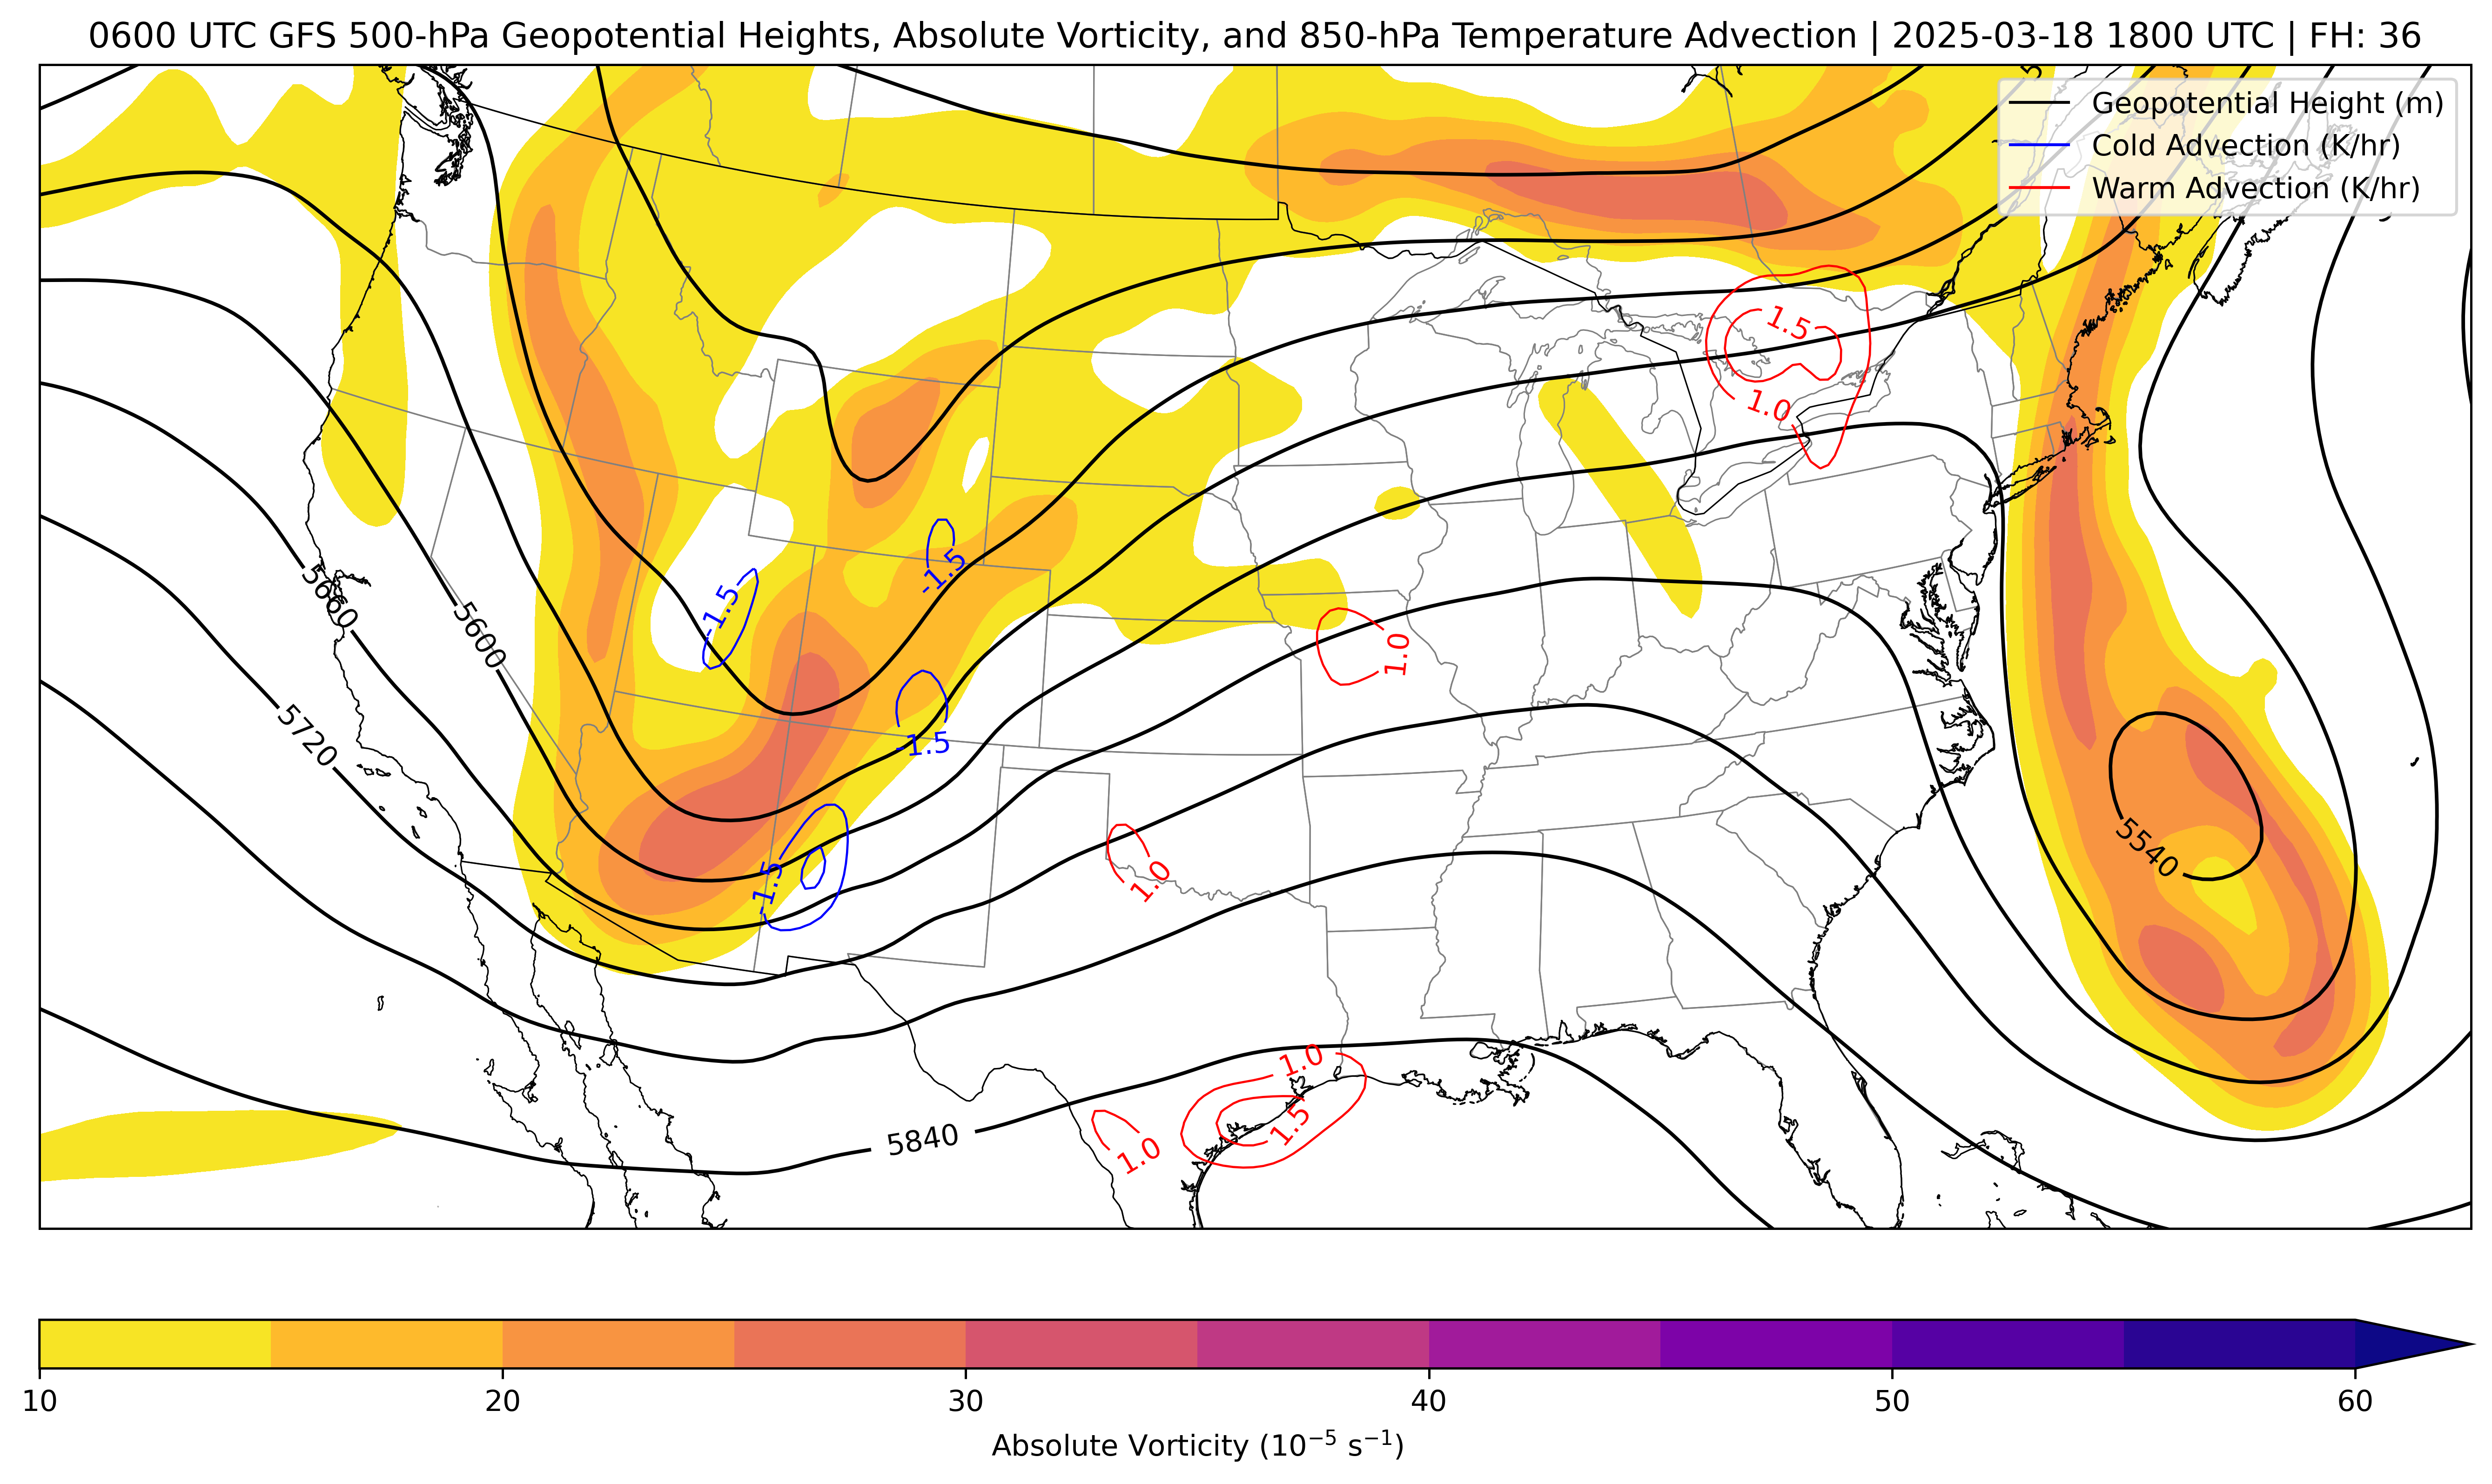 0600 UTC GFS 500-hPa Geopotential Heights, Absolute Vorticity, and 850-hPa Temperature Advection | 2025-03-18 1800 UTC | FH: 36
Geopotential Height (m)
Cold Advection (K/hr)
Warm Advection (K/hr)
1.5
1.0
-1.5
-1.5
5660
5600
1.0
5720
-1.5
-1.5
1.0
5540
1.0
1.5
5840
1.0
10 20 30 40 50 60
Absolute Vorticity (10⁻⁵ s⁻¹)